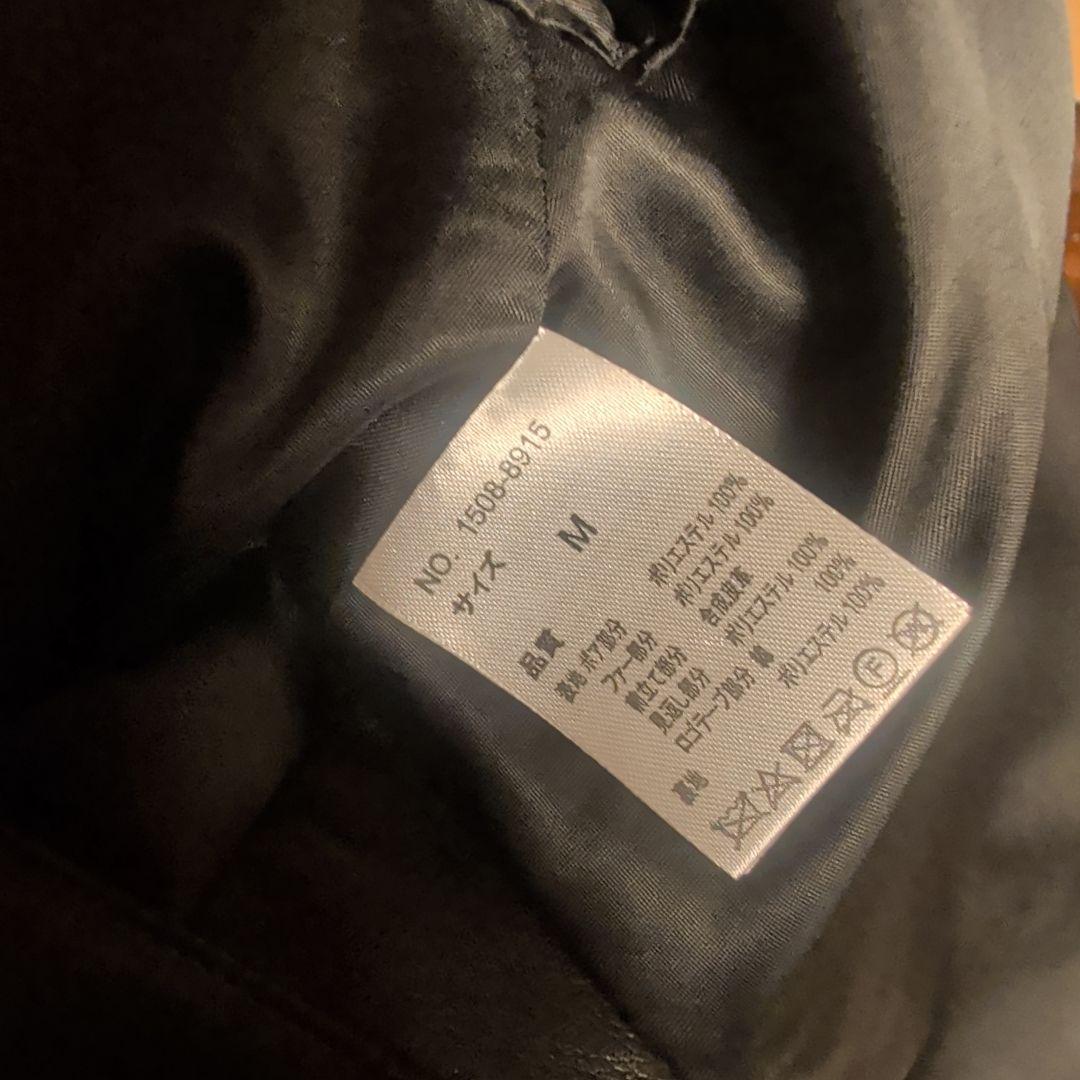 NO. 1508-8915
サイズ M
品質
表地 ボア部分 ポリエステル 100%
ファー部分 ポリエステル 100%
前立て部分 合成皮革
見返し部分 ポリエステル 100%
ロゴテープ部分 綿 100%
裏地 ポリエステル 100%
F